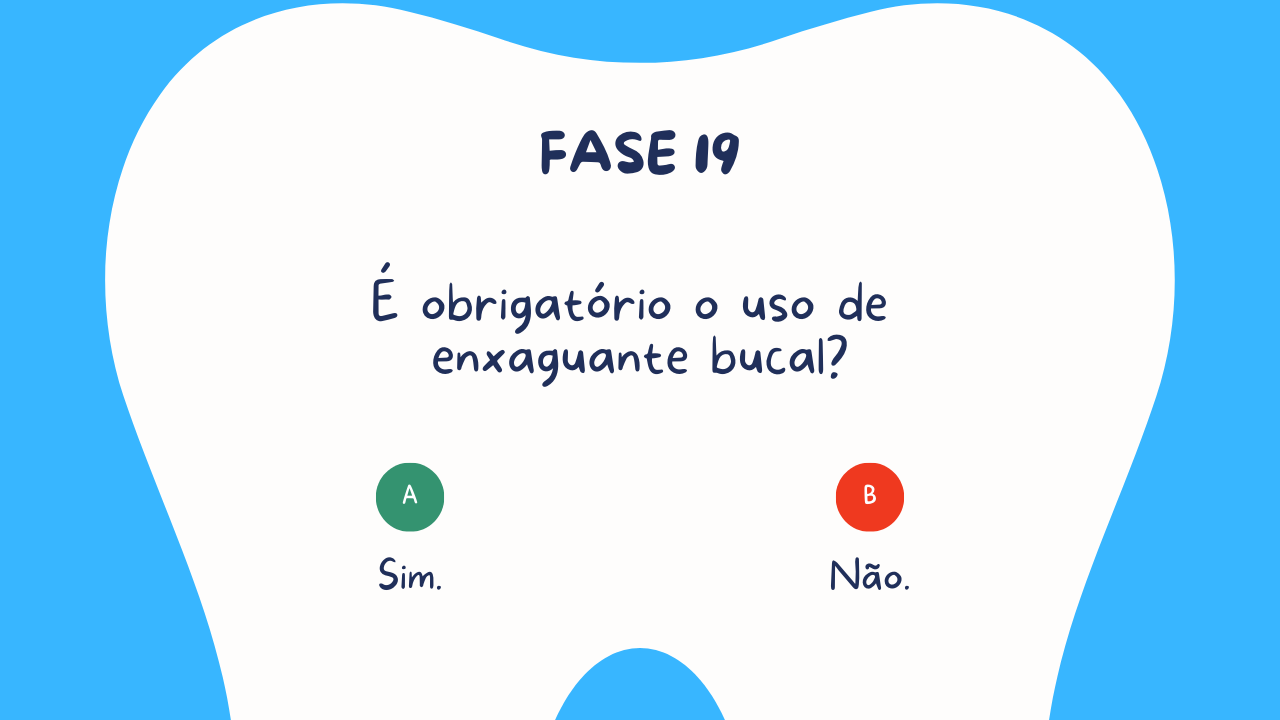 FASE 19
É obrigatório o uso de
enxaguante bucal?
A
B
Sim.
Não.